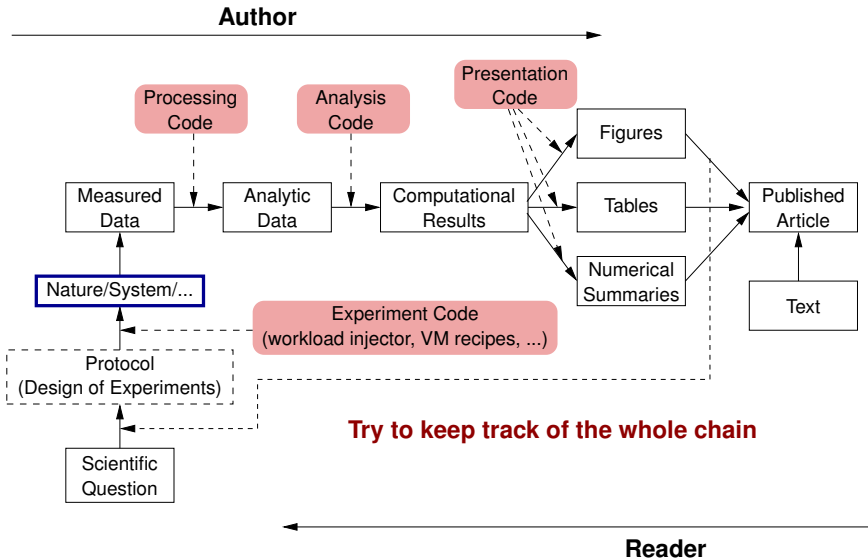 Author
Processing
Code
Analysis
Code
Presentation
Code
Figures
Measured
Data
Analytic
Data
Computational
Results
Tables
Published
Article
Numerical
Summaries
Nature/System/...
Text
Experiment Code
(workload injector, VM recipes, ...)
Protocol
(Design of Experiments)
Try to keep track of the whole chain
Scientific
Question
Reader